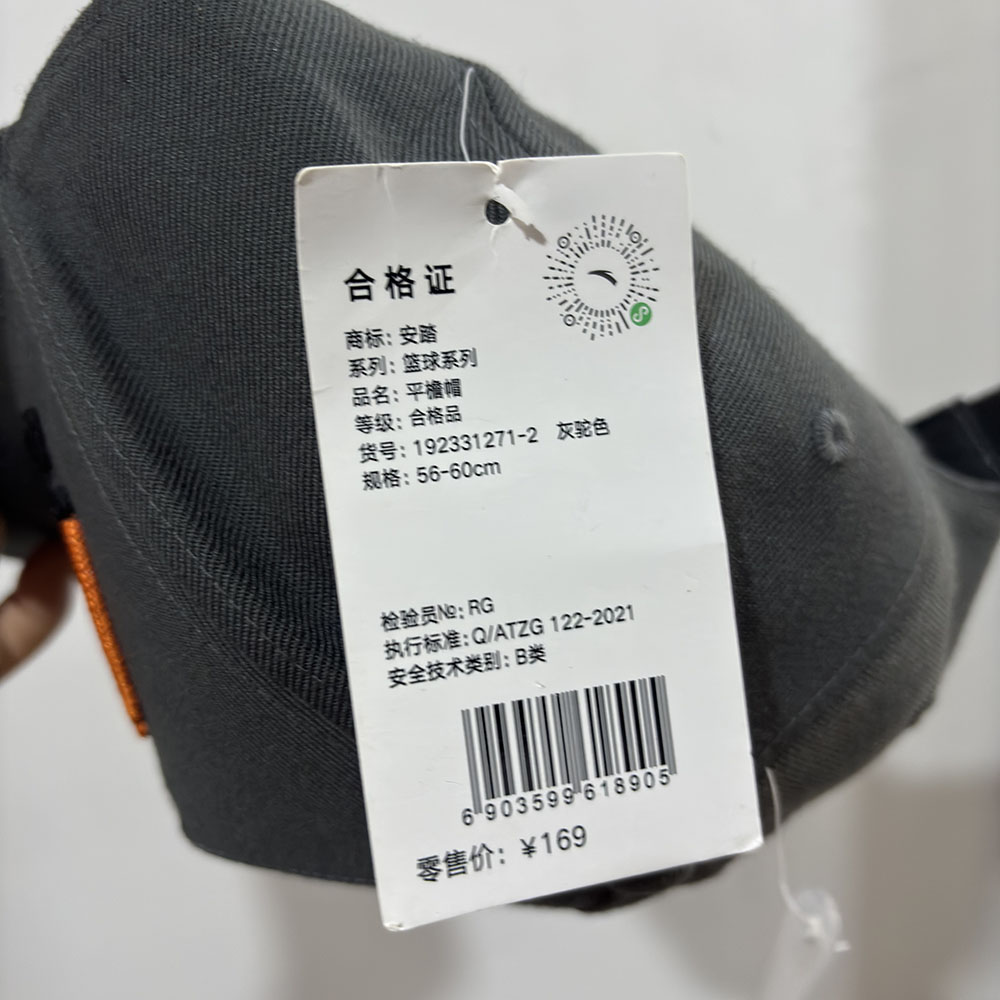 合格证
商标: 安踏
系列: 篮球系列
品名: 平檐帽
等级: 合格品
货号: 192331271-2 灰驼色
规格: 56-60cm
检验员№: RG
执行标准: Q/ATZG 122-2021
安全技术类别: B类
6 903599 618905
零售价: ¥169